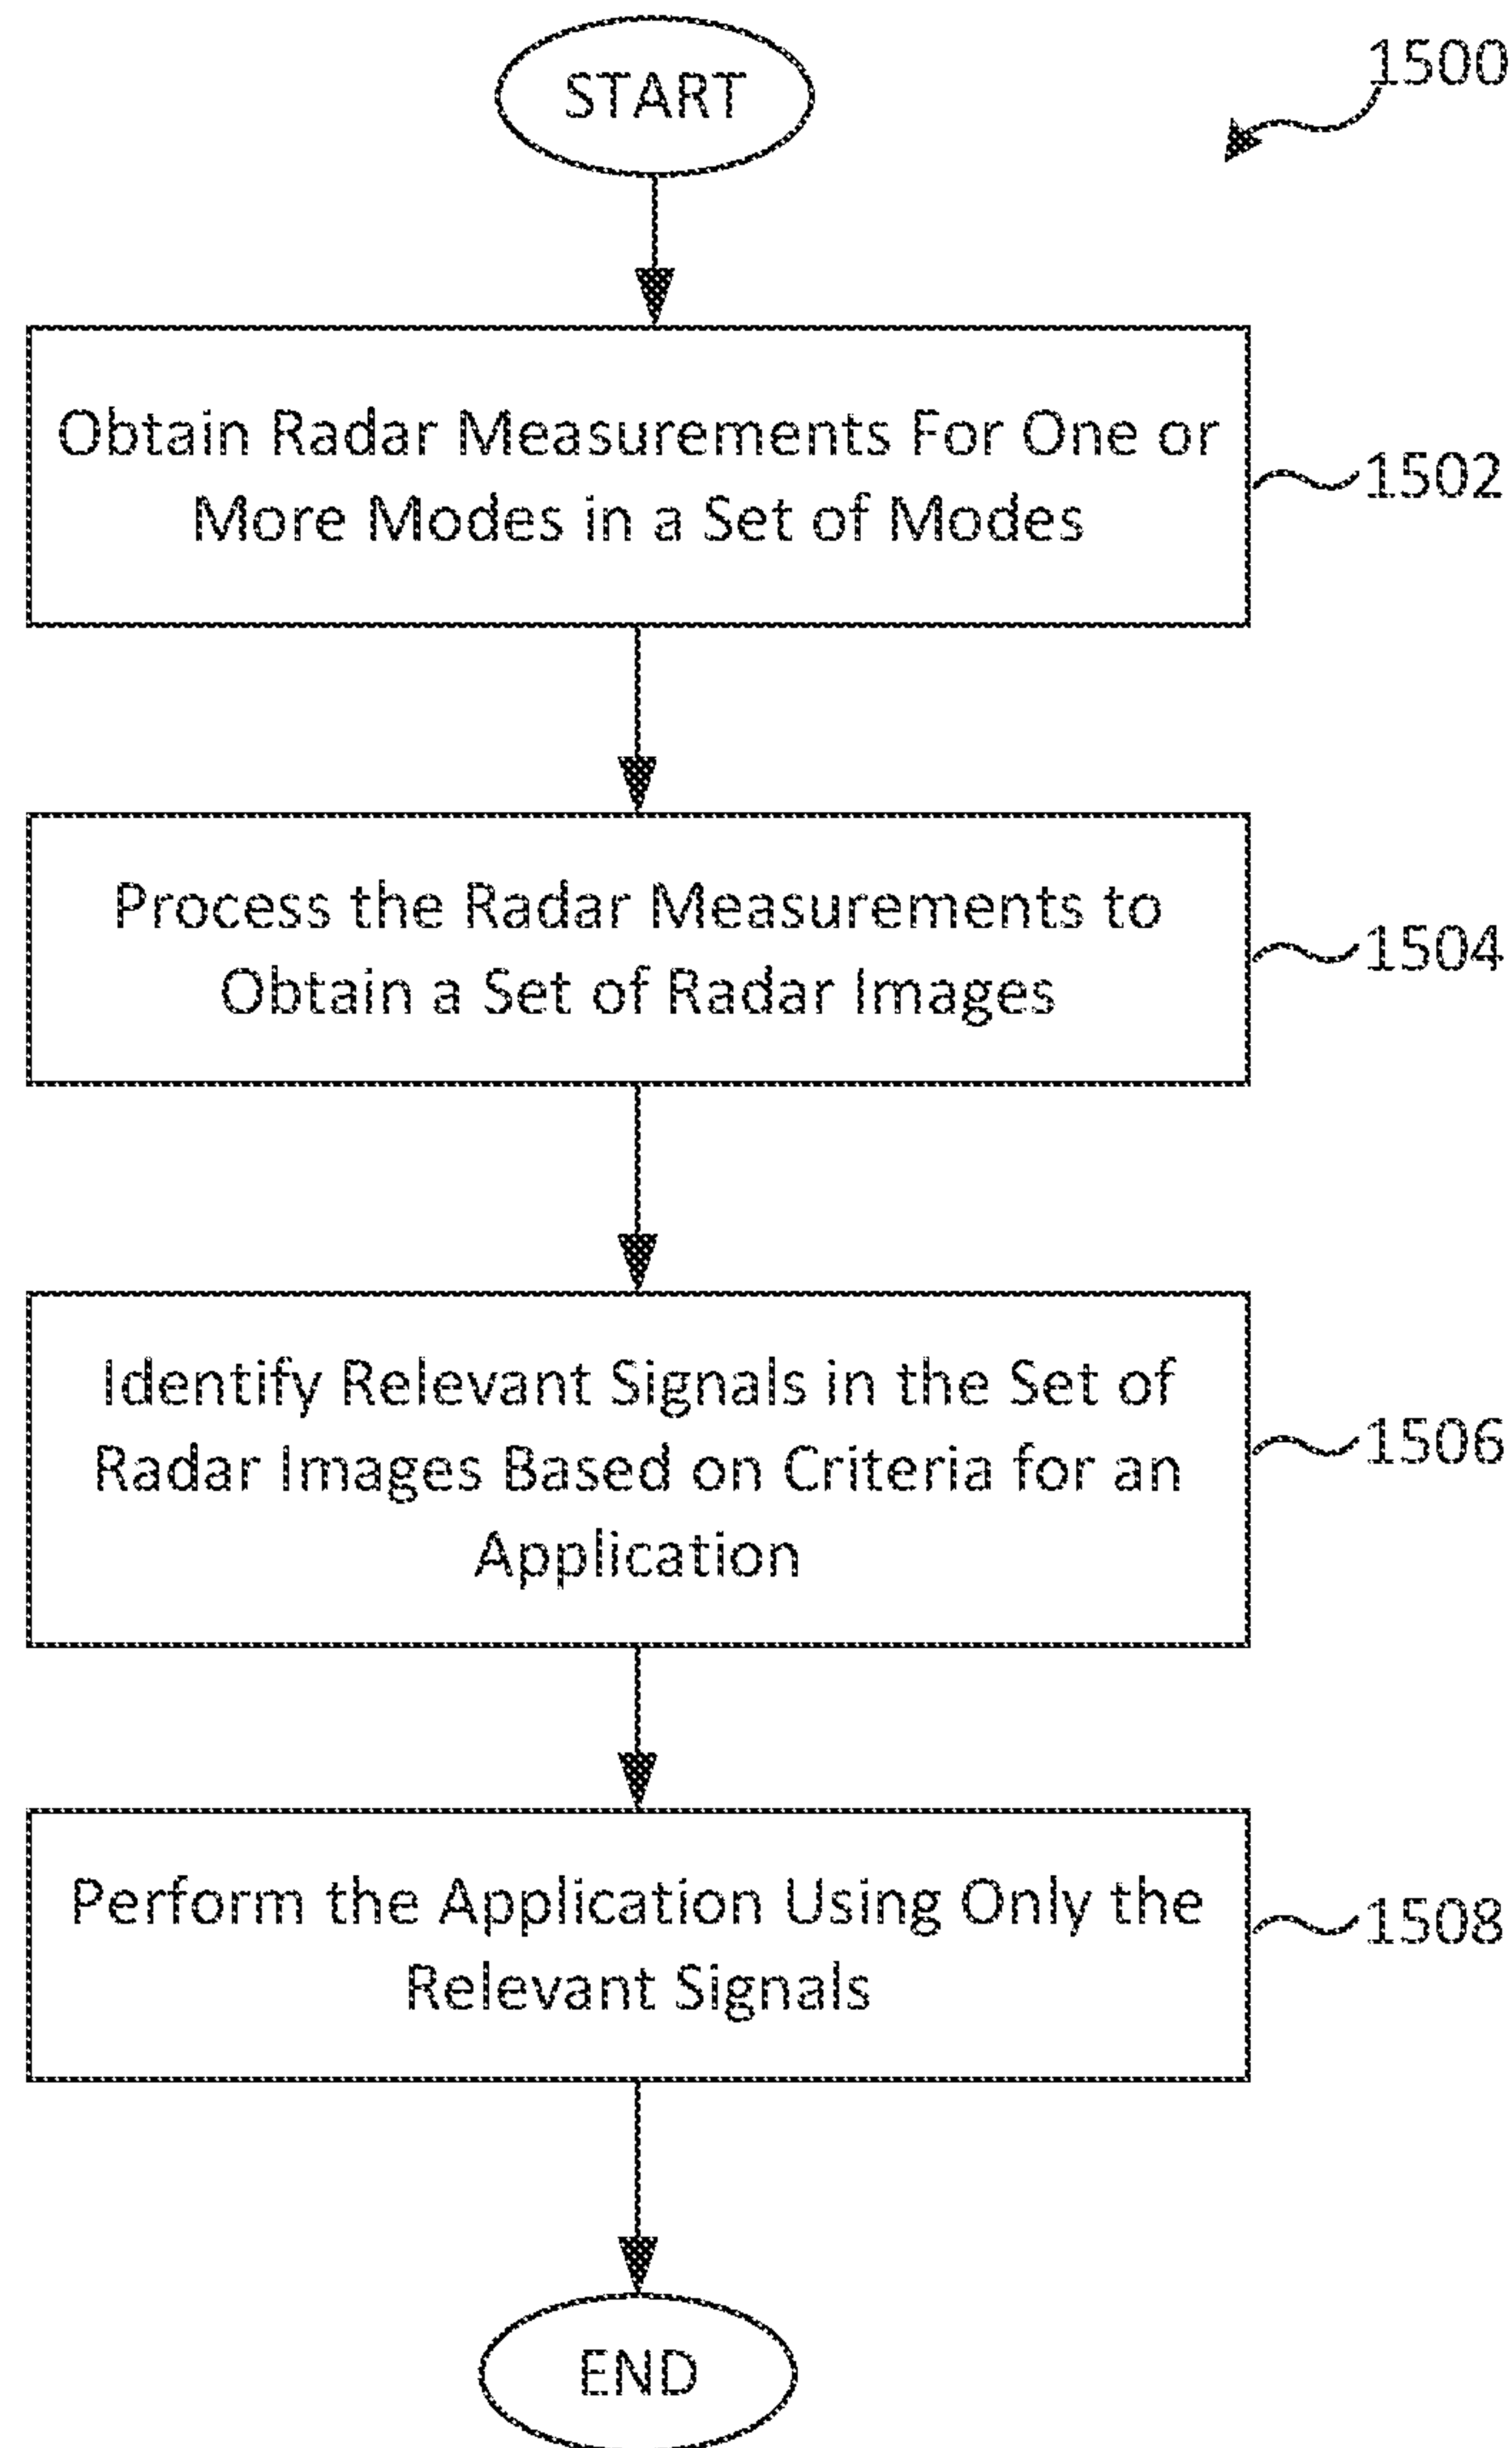 START
1500
Obtain Radar Measurements For One or
More Modes in a Set of Modes
1502
Process the Radar Measurements to
Obtain a Set of Radar Images
1504
Identify Relevant Signals in the Set of
Radar Images Based on Criteria for an
Application
1506
Perform the Application Using Only the
Relevant Signals
1508
END